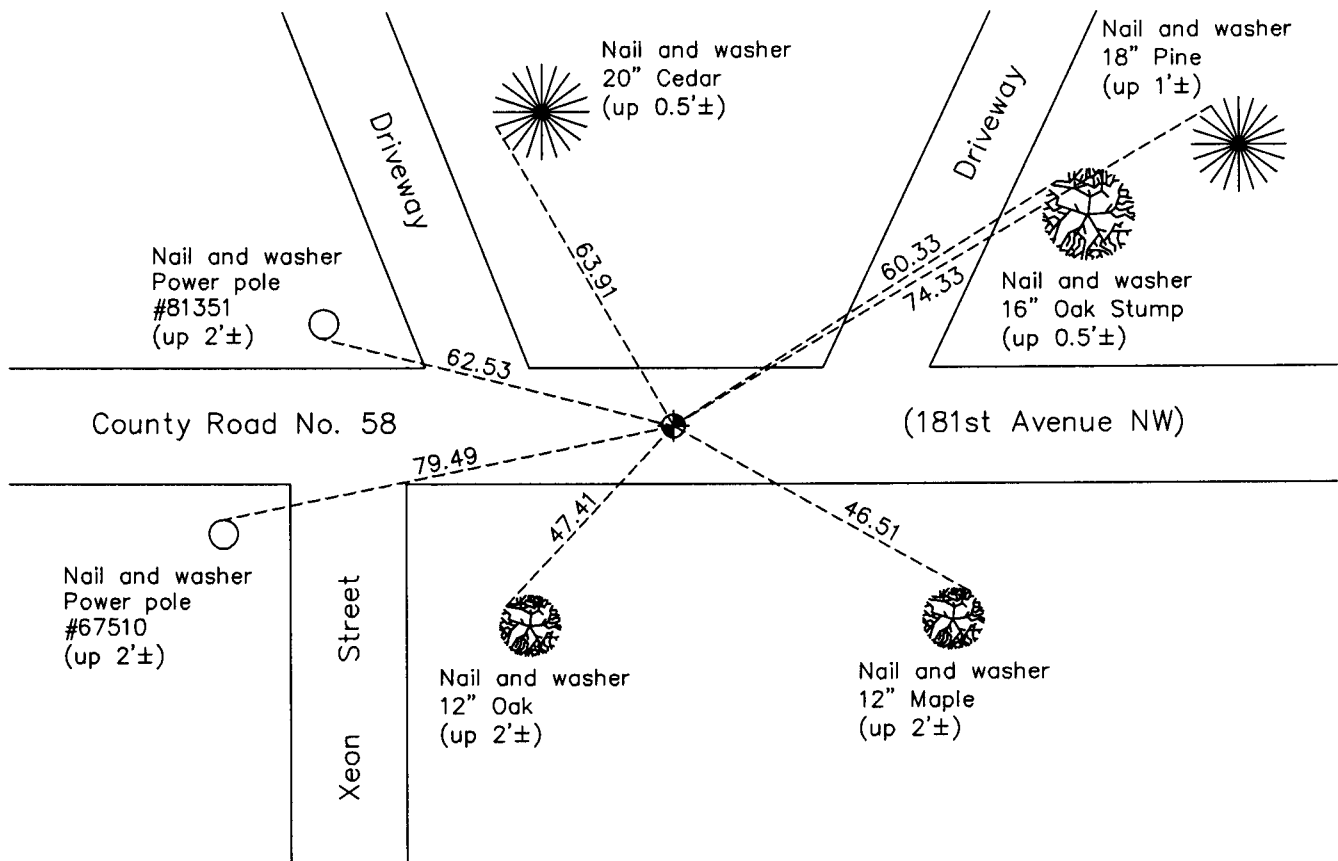 Nail and washer
20" Cedar
(up 0.5'±)
Nail and washer
18" Pine
(up 1'±)
Driveway
Driveway
Nail and washer
Power pole
#81351
(up 2'±)
63.91
60.33
74.33
Nail and washer
16" Oak Stump
(up 0.5'±)
62.53
County Road No. 58
(181st Avenue NW)
79.49
47.41
46.51
Nail and washer
Power pole
#67510
(up 2'±)
Xeon Street
Nail and washer
12" Oak
(up 2'±)
Nail and washer
12" Maple
(up 2'±)